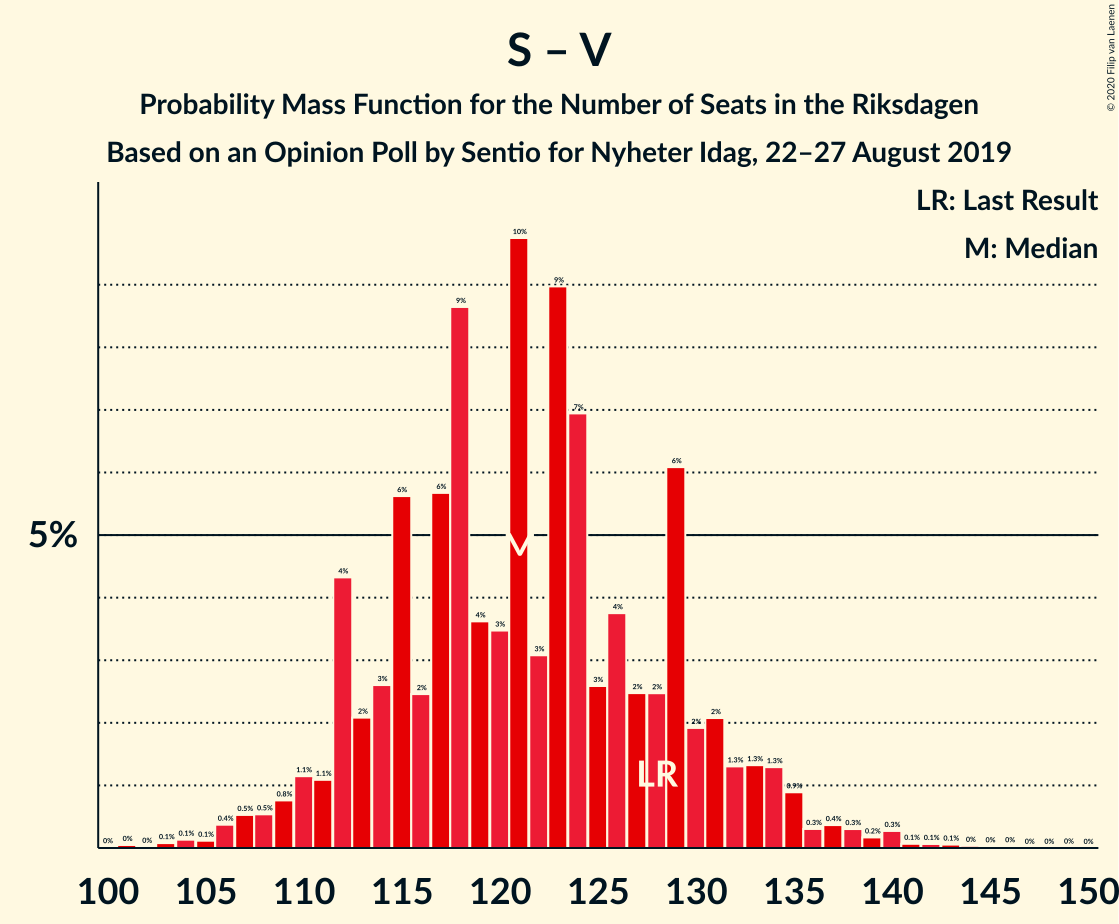 S – V
Probability Mass Function for the Number of Seats in the Riksdagen
Based on an Opinion Poll by Sentio for Nyheter Idag, 22–27 August 2019
© 2020 Filip van Laenen
LR: Last Result
M: Median
5%
0% 0% 0% 0.1% 0.1% 0.1% 0.4% 0.5% 0.5% 0.8% 1.1% 1.1% 4% 2% 3% 6% 2% 6% 9% 4% 3% 10% 3% 9% 7% 3% 4% 2% 2% 6% 2% 2% 1.3% 1.3% 1.3% 0.9% 0.3% 0.4% 0.3% 0.2% 0.3% 0.1% 0.1% 0.1% 0% 0% 0% 0% 0% 0% 0%
LR
100 105 110 115 120 125 130 135 140 145 150